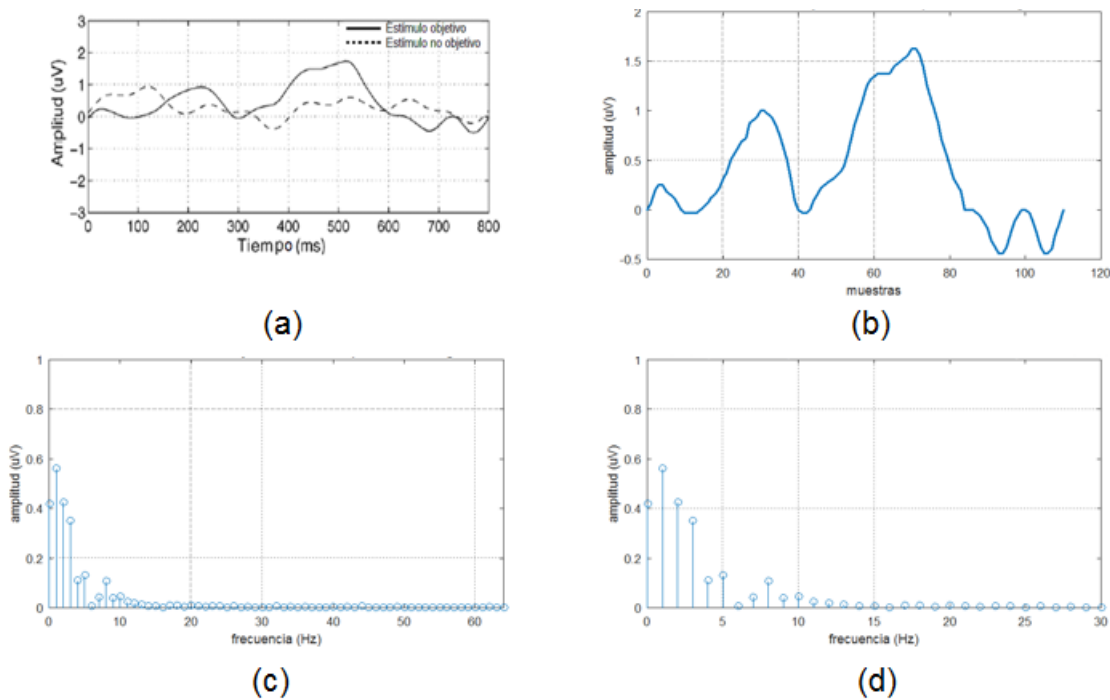 Estímulo objetivo
Estímulo no objetivo
3
2
1
0
−1
−2
−3
Amplitud (uV)
0 100 200 300 400 500 600 700 800
Tiempo (ms)
(a)
2
1.5
1
0.5
0
-0.5
amplitud (uV)
0 20 40 60 80 100 120
muestras
(b)
1
0.8
0.6
0.4
0.2
0
amplitud (uV)
0 10 20 30 40 50 60
frecuencia (Hz)
(c)
1
0.8
0.6
0.4
0.2
0
amplitud (uV)
0 5 10 15 20 25 30
frecuencia (Hz)
(d)